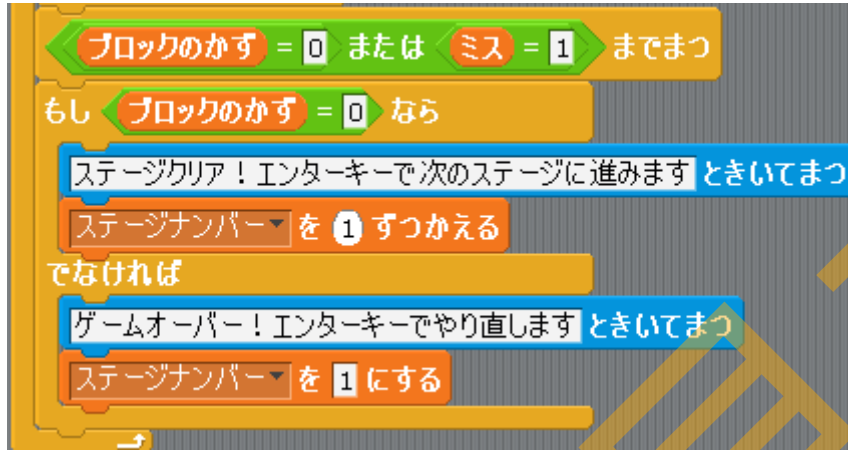 ブロックのかず = 0 または ミス = 1 までまつ
もし ブロックのかず = 0 なら
ステージクリア！エンターキーで次のステージに進みます ときいてまつ
ステージナンバー を 1 ずつかえる
でなければ
ゲームオーバー！エンターキーでやり直します ときいてまつ
ステージナンバー を 1 にする